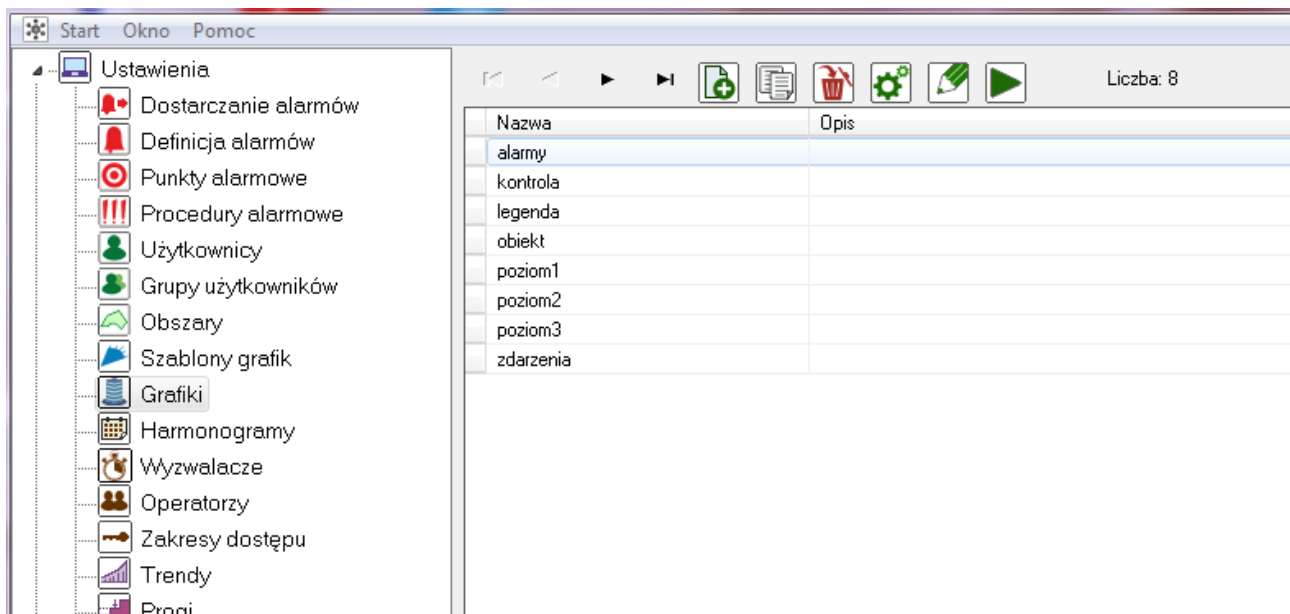 Start Okno Pomoc
Ustawienia
Dostarczanie alarmów
Definicja alarmów
Punkty alarmowe
Procedury alarmowe
Użytkownicy
Grupy użytkowników
Obszary
Szablony grafik
Grafiki
Harmonogramy
Wyzwalacze
Operatorzy
Zakresy dostępu
Trendy
Progi
Liczba: 8
Nazwa Opis
alarmy
kontrola
legenda
obiekt
poziom1
poziom2
poziom3
zdarzenia